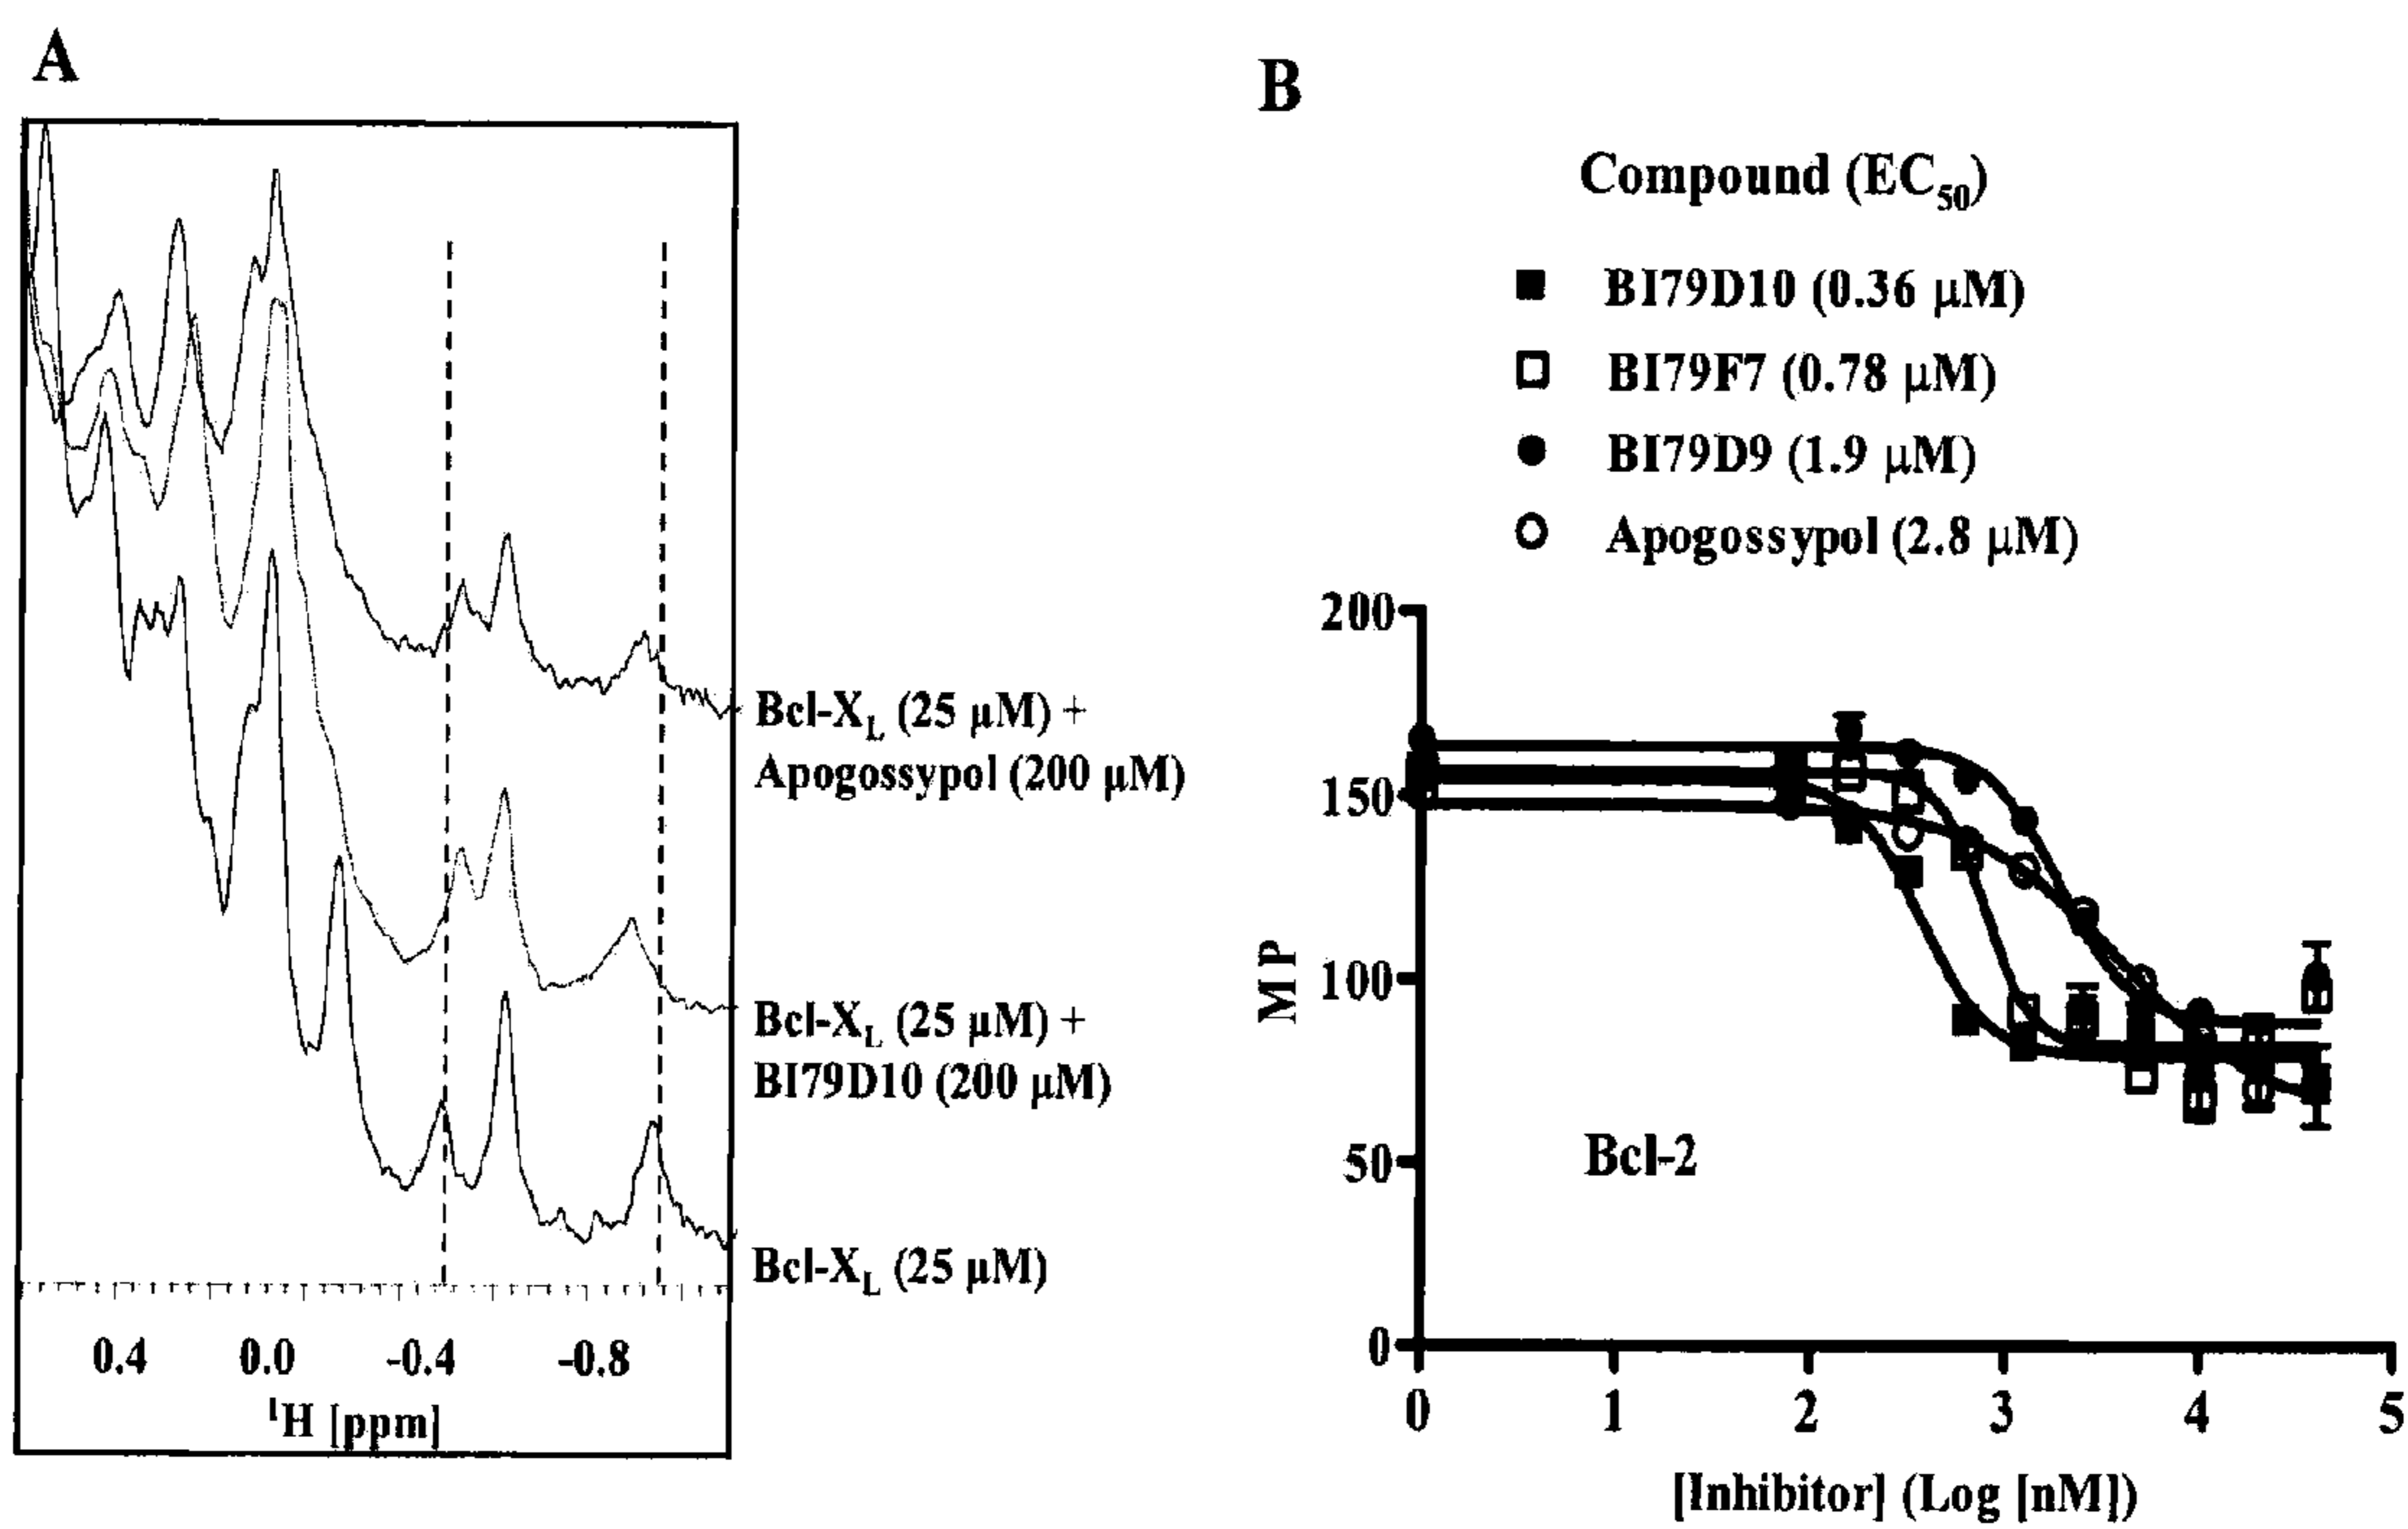 A
Bcl-X_L (25 µM) +
Apogossypol (200 µM)
Bcl-X_L (25 µM) +
BI79D10 (200 µM)
Bcl-X_L (25 µM)
0.4 0.0 -0.4 -0.8
¹H [ppm]
B
Compound (EC₅₀)
BI79D10 (0.36 µM)
BI79F7 (0.78 µM)
BI79D9 (1.9 µM)
Apogossypol (2.8 µM)
200
150
100
50
0
MP
Bcl-2
0 1 2 3 4 5
[Inhibitor] (Log [nM])